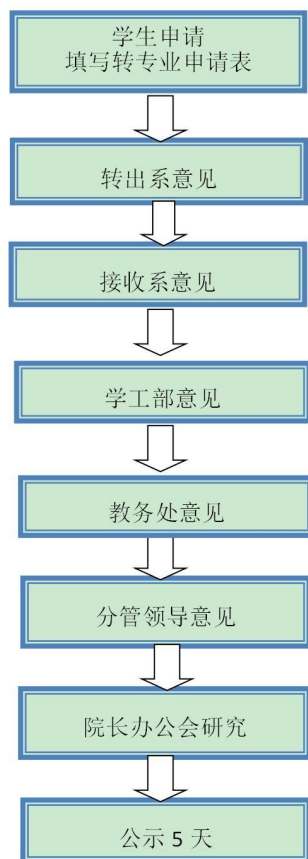 学生申请
填写转专业申请表
转出系意见
接收系意见
学工部意见
教务处意见
分管领导意见
院长办公会研究
公示 5 天